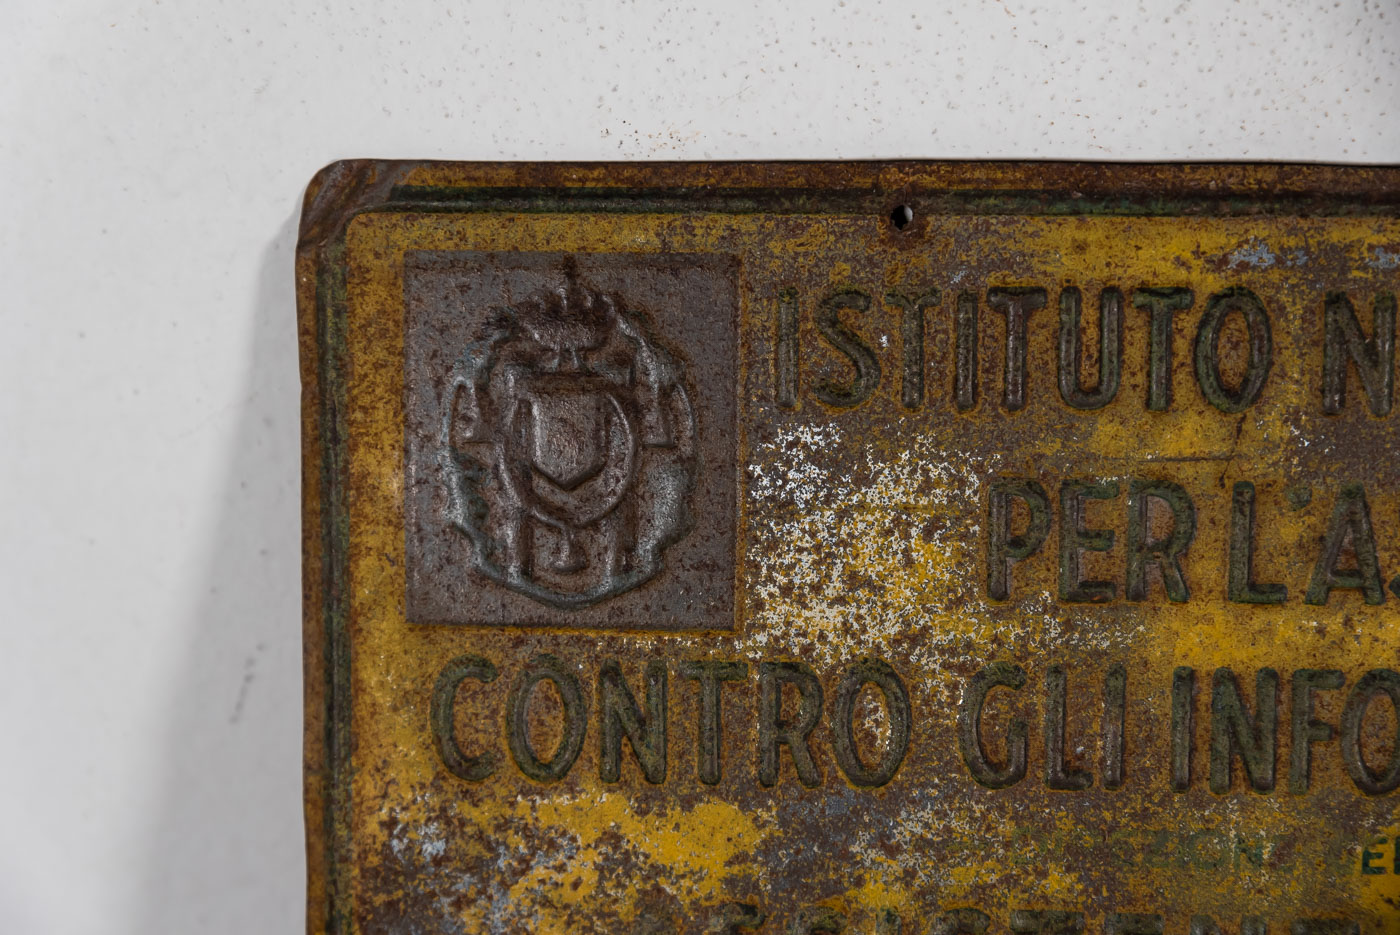 ISTITUTO N
PER L'A
CONTRO GLI INFO